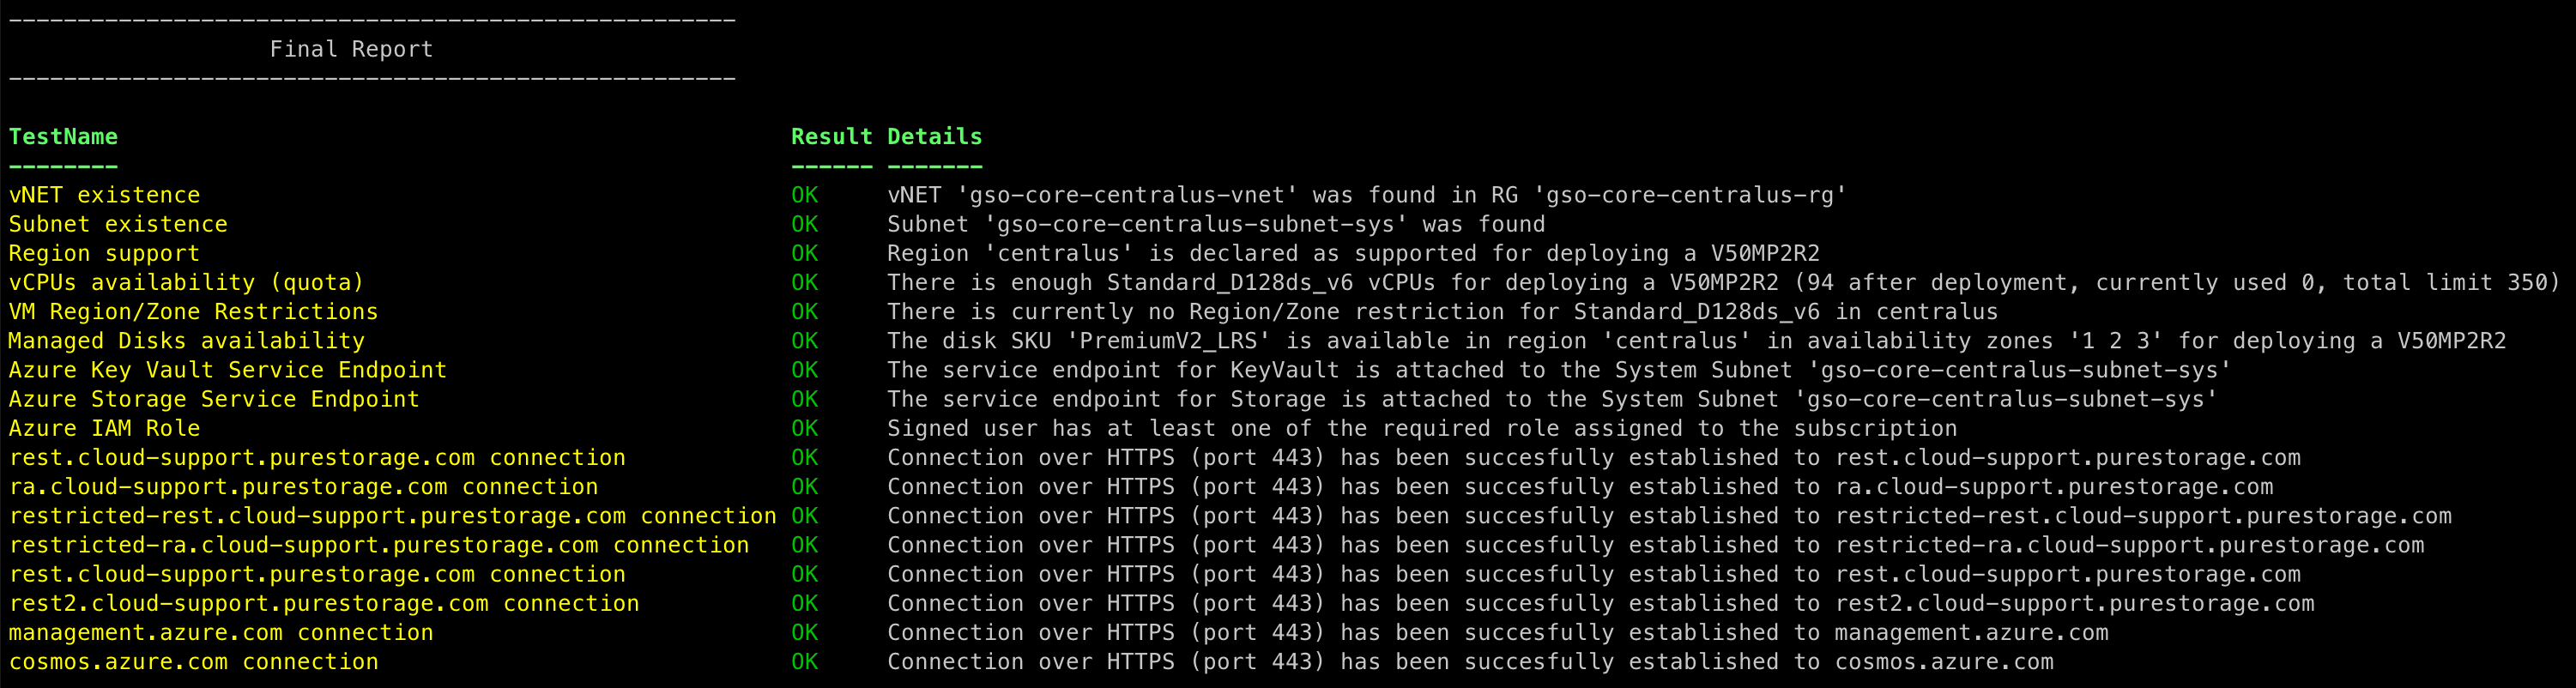 -----------------------------------------------------
Final Report
-----------------------------------------------------
TestName Result Details
-------- ------ -------
vNET existence OK vNET 'gso-core-centralus-vnet' was found in RG 'gso-core-centralus-rg'
Subnet existence OK Subnet 'gso-core-centralus-subnet-sys' was found
Region support OK Region 'centralus' is declared as supported for deploying a V50MP2R2
vCPUs availability (quota) OK There is enough Standard_D128ds_v6 vCPUs for deploying a V50MP2R2 (94 after deployment, currently used 0, total limit 350)
VM Region/Zone Restrictions OK There is currently no Region/Zone restriction for Standard_D128ds_v6 in centralus
Managed Disks availability OK The disk SKU 'PremiumV2_LRS' is available in region 'centralus' in availability zones '1 2 3' for deploying a V50MP2R2
Azure Key Vault Service Endpoint OK The service endpoint for KeyVault is attached to the System Subnet 'gso-core-centralus-subnet-sys'
Azure Storage Service Endpoint OK The service endpoint for Storage is attached to the System Subnet 'gso-core-centralus-subnet-sys'
Azure IAM Role OK Signed user has at least one of the required role assigned to the subscription
rest.cloud-support.purestorage.com connection OK Connection over HTTPS (port 443) has been succesfully established to rest.cloud-support.purestorage.com
ra.cloud-support.purestorage.com connection OK Connection over HTTPS (port 443) has been succesfully established to ra.cloud-support.purestorage.com
restricted-rest.cloud-support.purestorage.com connection OK Connection over HTTPS (port 443) has been succesfully established to restricted-rest.cloud-support.purestorage.com
restricted-ra.cloud-support.purestorage.com connection OK Connection over HTTPS (port 443) has been succesfully established to restricted-ra.cloud-support.purestorage.com
rest.cloud-support.purestorage.com connection OK Connection over HTTPS (port 443) has been succesfully established to rest.cloud-support.purestorage.com
rest2.cloud-support.purestorage.com connection OK Connection over HTTPS (port 443) has been succesfully established to rest2.cloud-support.purestorage.com
management.azure.com connection OK Connection over HTTPS (port 443) has been succesfully established to management.azure.com
cosmos.azure.com connection OK Connection over HTTPS (port 443) has been succesfully established to cosmos.azure.com